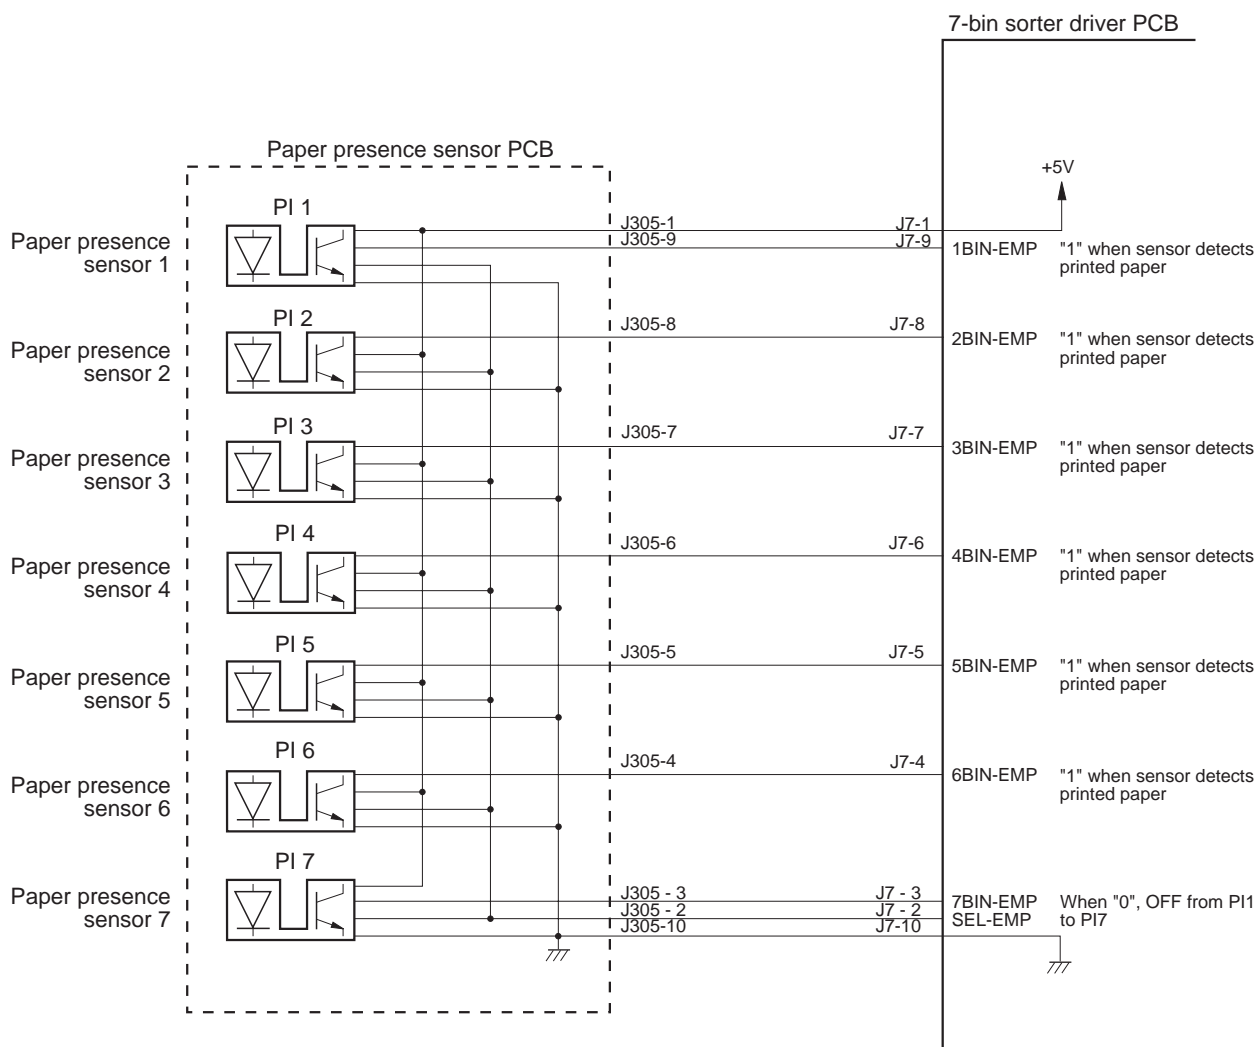 7-bin sorter driver PCB
Paper presence sensor PCB
+5V
Paper presence
sensor 1
PI 1
J305-1
J7-1
J305-9
J7-9
1BIN-EMP
"1" when sensor detects
printed paper
Paper presence
sensor 2
PI 2
J305-8
J7-8
2BIN-EMP
"1" when sensor detects
printed paper
Paper presence
sensor 3
PI 3
J305-7
J7-7
3BIN-EMP
"1" when sensor detects
printed paper
Paper presence
sensor 4
PI 4
J305-6
J7-6
4BIN-EMP
"1" when sensor detects
printed paper
Paper presence
sensor 5
PI 5
J305-5
J7-5
5BIN-EMP
"1" when sensor detects
printed paper
Paper presence
sensor 6
PI 6
J305-4
J7-4
6BIN-EMP
"1" when sensor detects
printed paper
Paper presence
sensor 7
PI 7
J305 - 3
J7 - 3
7BIN-EMP
J305 - 2
J7 - 2
SEL-EMP
When "0", OFF from PI1
to PI7
J305-10
J7-10